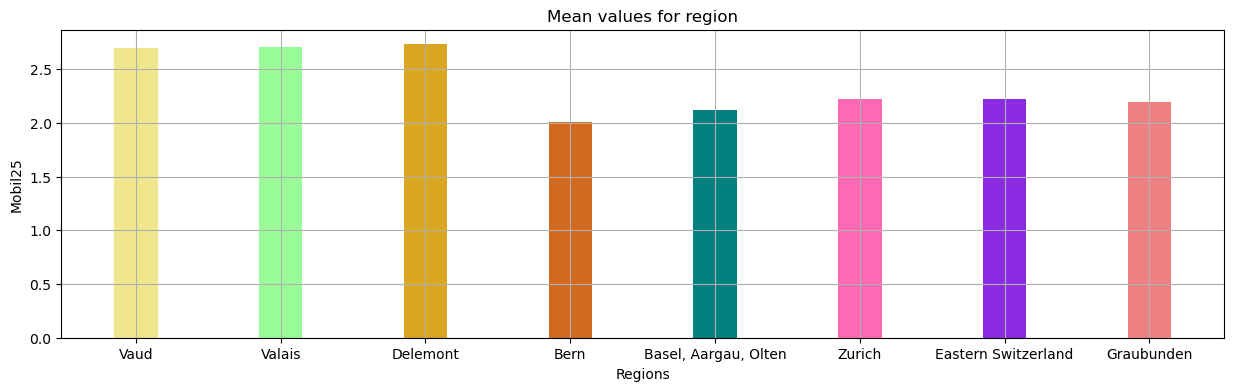 Mean values for region
2.5
2.0
1.5
1.0
0.5
0.0
Mobil25
Vaud Valais Delemont Bern Basel, Aargau, Olten Zurich Eastern Switzerland Graubunden
Regions